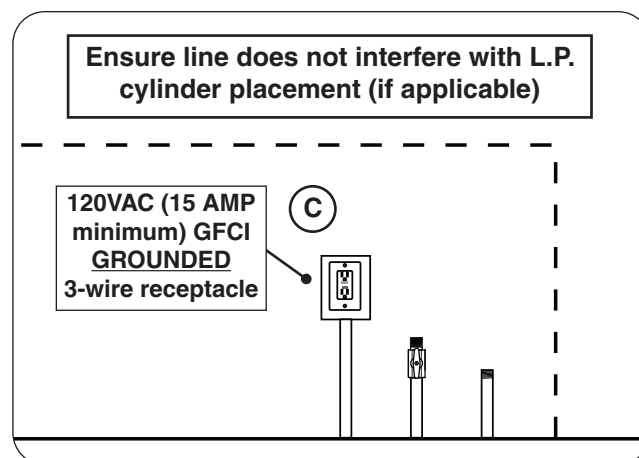 Ensure line does not interfere with L.P.
cylinder placement (if applicable)
120VAC (15 AMP
minimum) GFCI
GROUNDED
3-wire receptacle
C